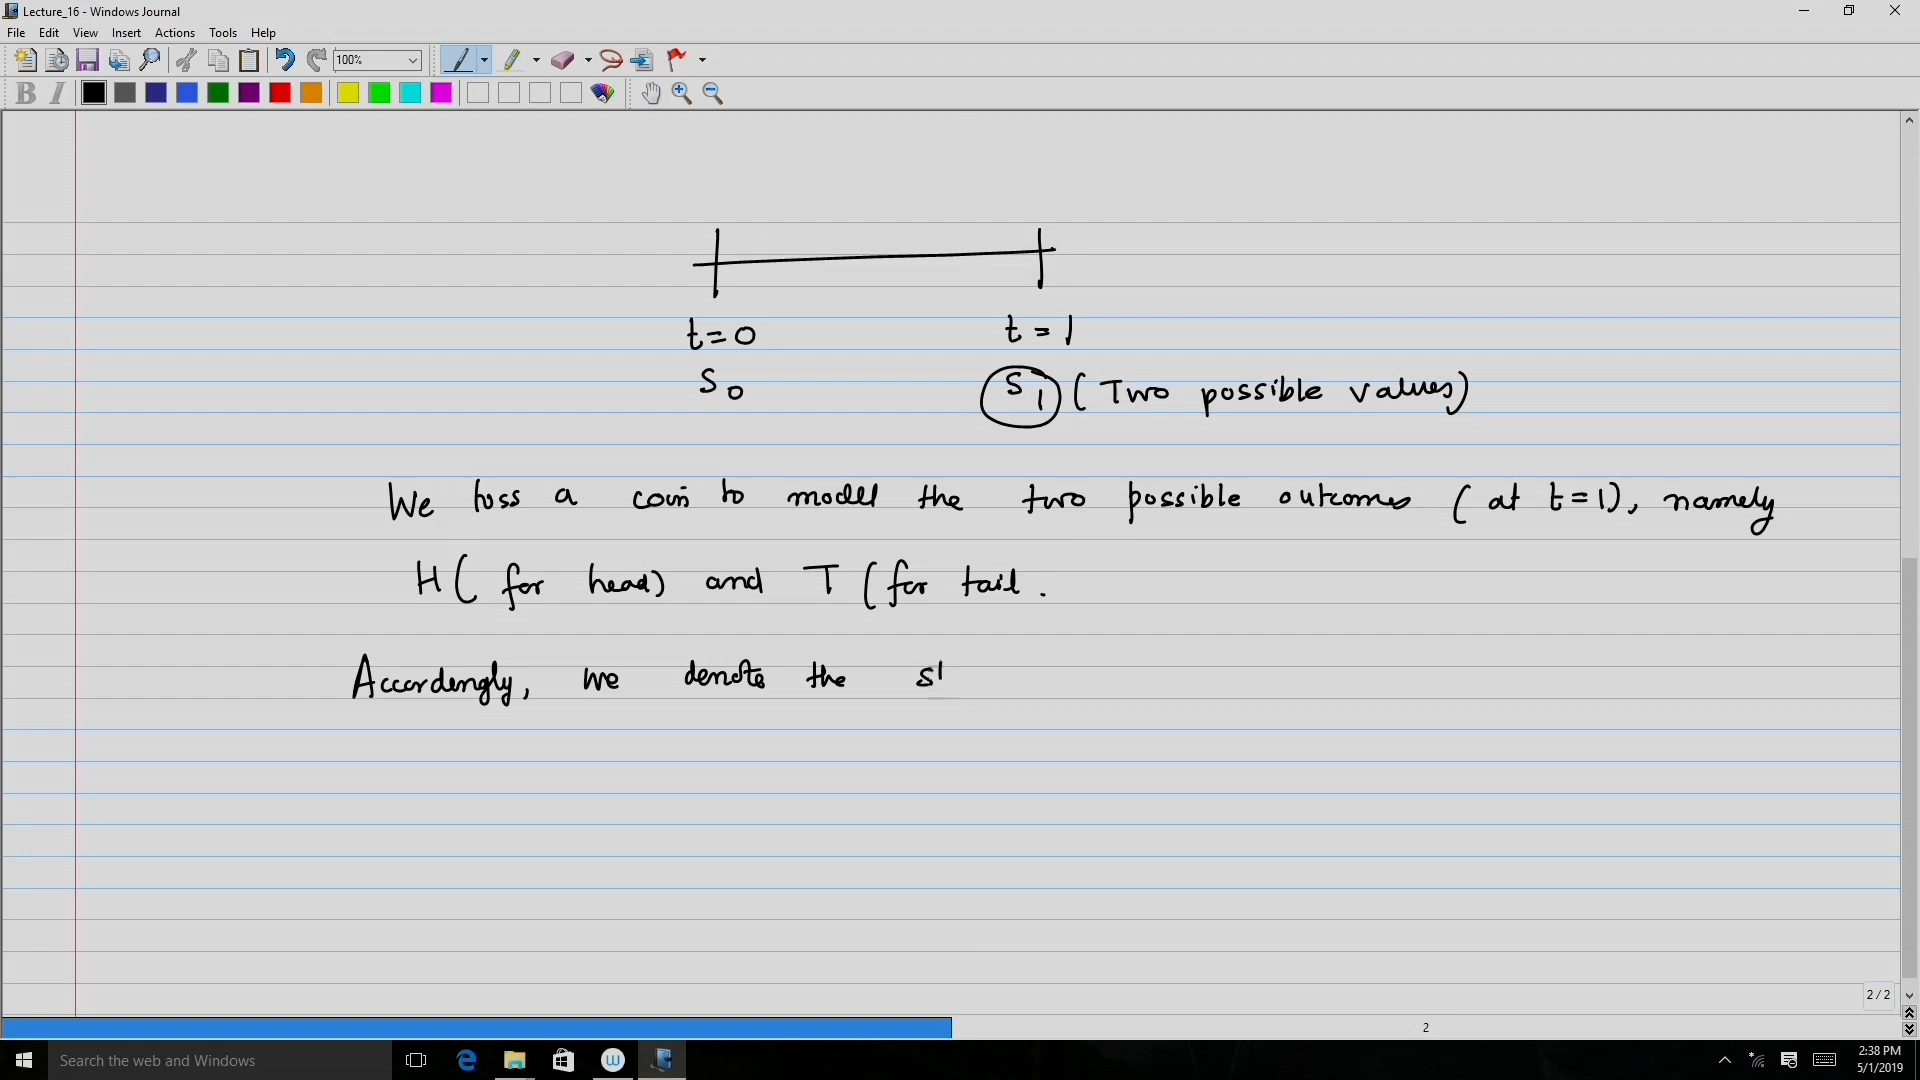 Lecture_16 - Windows Journal
File Edit View Insert Actions Tools Help
100%
B I
t=0 t = 1
S0 S1 (Two possible values)
We toss a coin to model the two possible outcomes (at t=1), namely
H( for head) and T (for tail.
Accordingly, we denote the
2 / 2
2
Search the web and Windows
2:38 PM
5/1/2019